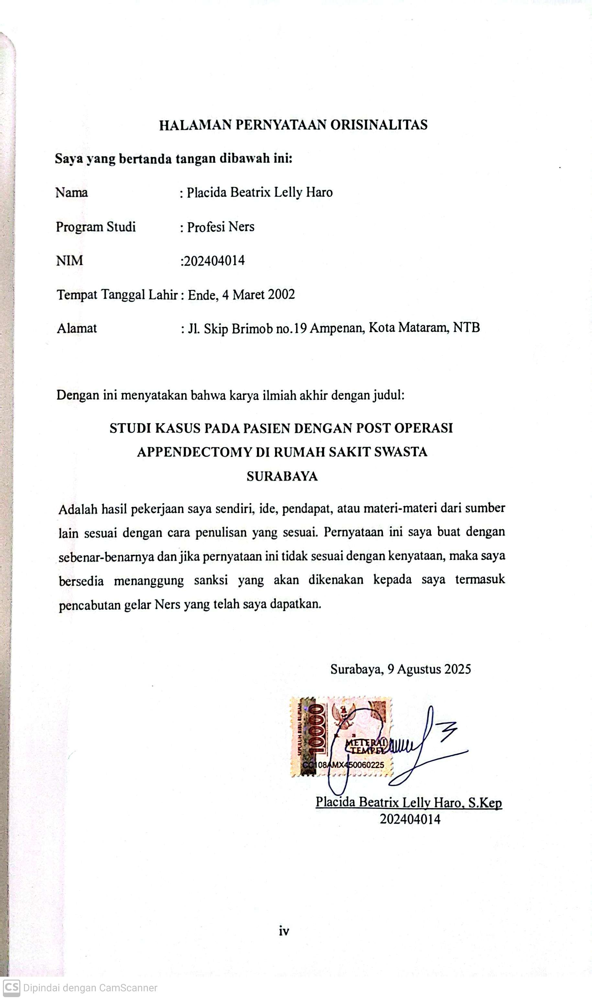 HALAMAN PERNYATAAN ORISINALITAS
Saya yang bertanda tangan dibawah ini:
Nama : Placida Beatrix Lelly Haro
Program Studi : Profesi Ners
NIM :202404014
Tempat Tanggal Lahir : Ende, 4 Maret 2002
Alamat : Jl. Skip Brimob no.19 Ampenan, Kota Mataram, NTB
Dengan ini menyatakan bahwa karya ilmiah akhir dengan judul:
STUDI KASUS PADA PASIEN DENGAN POST OPERASI
APPENDECTOMY DI RUMAH SAKIT SWASTA
SURABAYA
Adalah hasil pekerjaan saya sendiri, ide, pendapat, atau materi-materi dari sumber
lain sesuai dengan cara penulisan yang sesuai. Pernyataan ini saya buat dengan
sebenar-benarnya dan jika pernyataan ini tidak sesuai dengan kenyataan, maka saya
bersedia menanggung sanksi yang akan dikenakan kepada saya termasuk
pencabutan gelar Ners yang telah saya dapatkan.
Surabaya, 9 Agustus 2025
SEPULUH RIBU RUPIAH
10000
METERAI
TEMPEL
CC108AMX450060225
Placida Beatrix Lelly Haro, S.Kep
202404014
iv
CS Dipindai dengan CamScanner